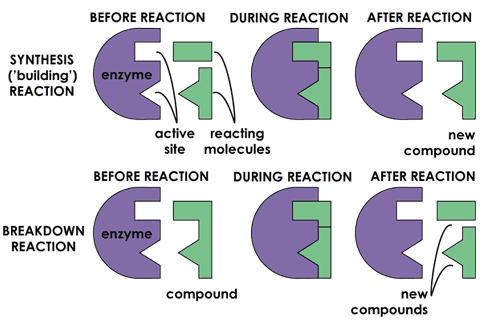 BEFORE REACTION
DURING REACTION
AFTER REACTION
SYNTHESIS
('building')
REACTION
enzyme
active
site
reacting
molecules
new
compound
BEFORE REACTION
DURING REACTION
AFTER REACTION
BREAKDOWN
REACTION
enzyme
compound
new
compounds